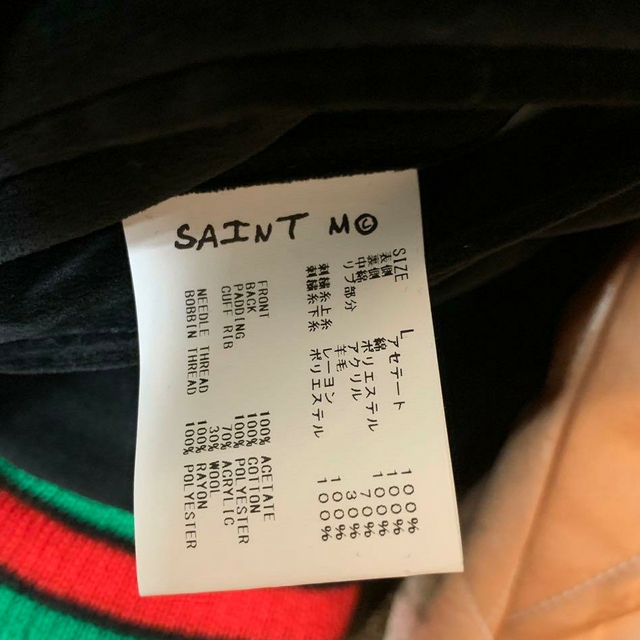 SAINT M©
SIZE L
表側 アセテート 100%
裏側 綿 100%
中綿 ポリエステル 100%
リブ部分 アクリル 70%
羊毛 30%
刺繍糸上糸 レーヨン 100%
刺繍糸下糸 ポリエステル 100%
FRONT 100% ACETATE
BACK 100% COTTON
PADDING 100% POLYESTER
CUFF RIB 70% ACRYLIC
30% WOOL
NEEDLE THREAD 100% RAYON
BOBBIN THREAD 100% POLYESTER